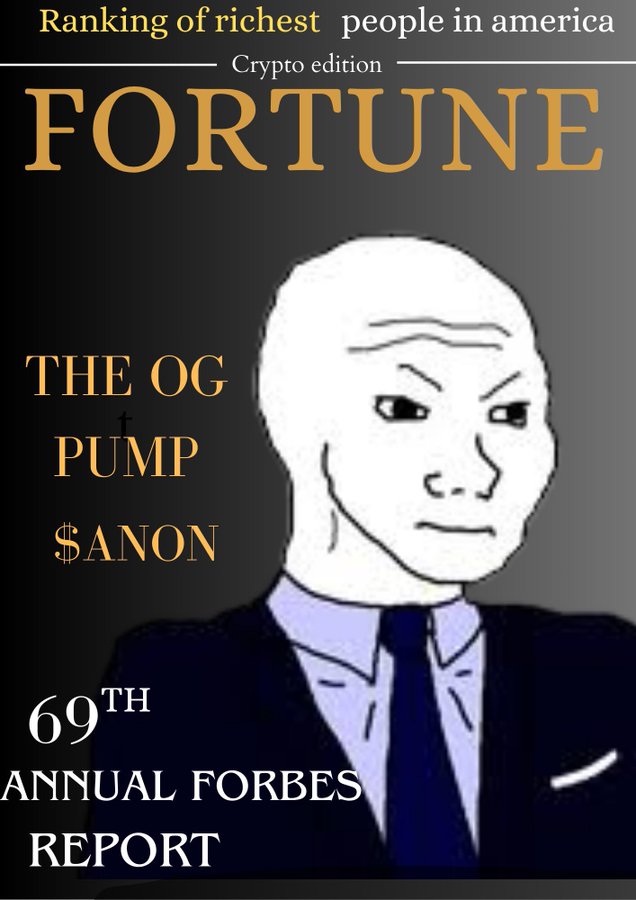 Ranking of richest people in america
Crypto edition
FORTUNE
THE OG
t
PUMP
$ANON
69TH
ANNUAL FORBES
REPORT